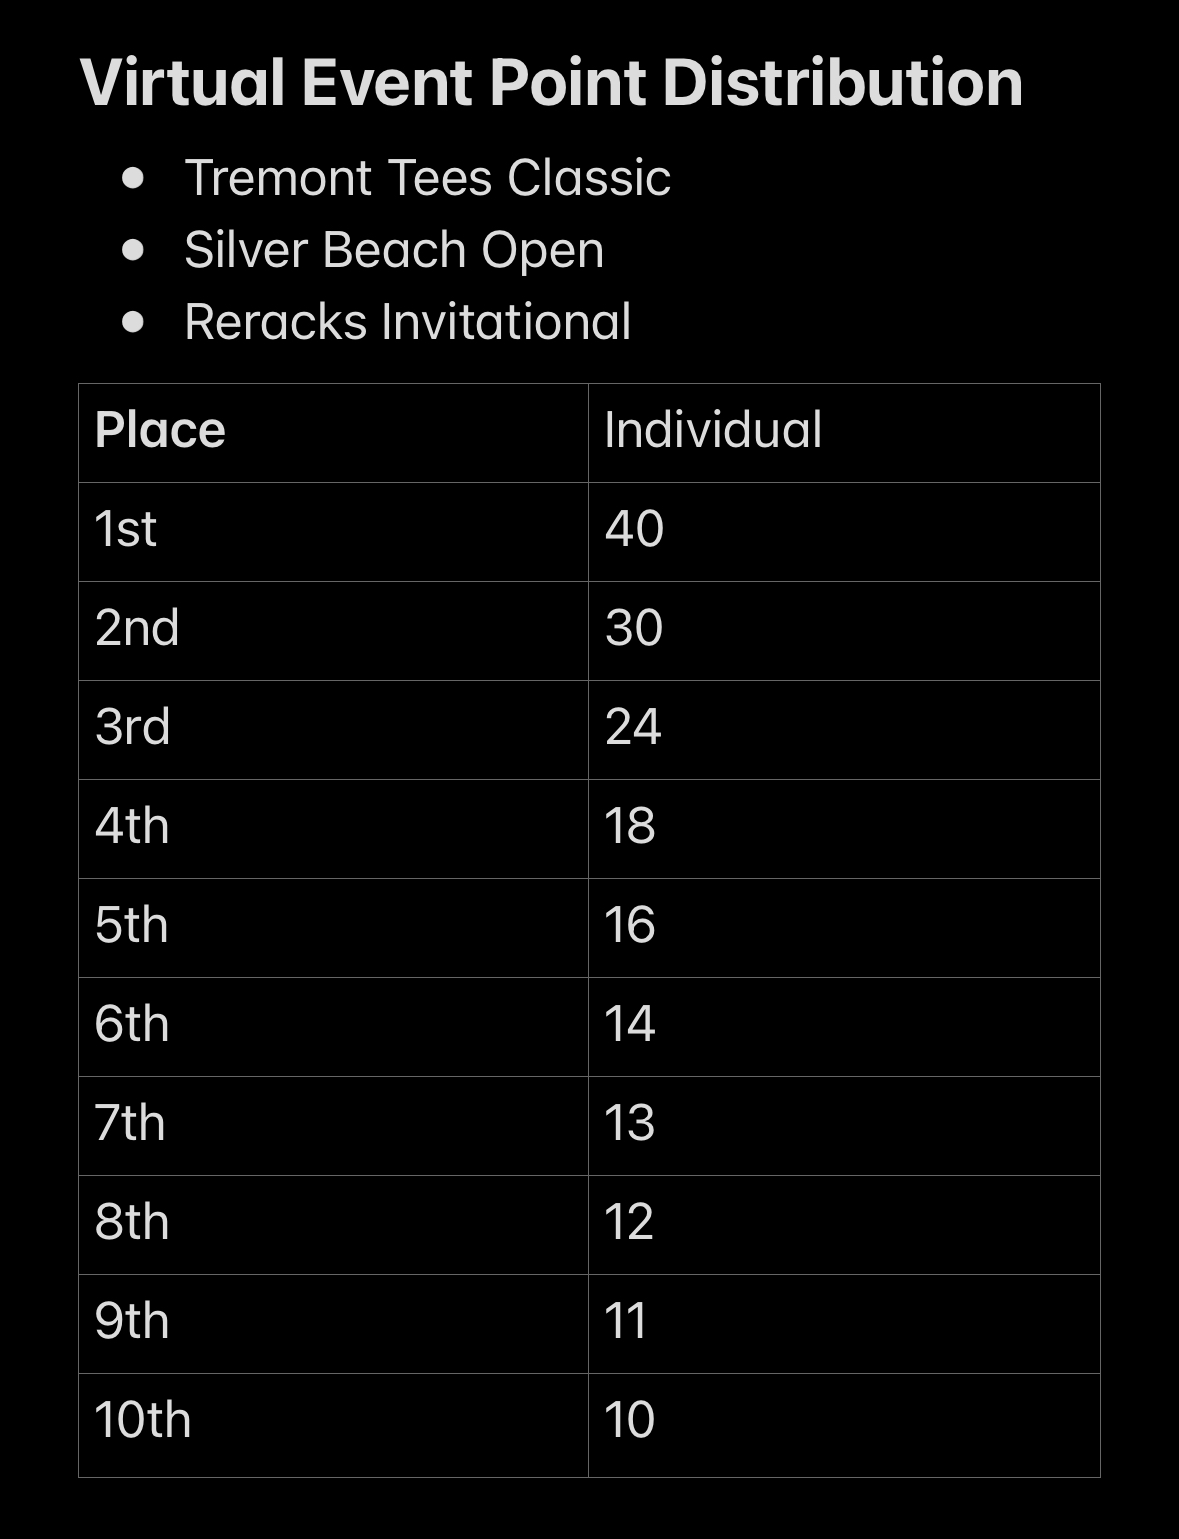 Virtual Event Point Distribution
● Tremont Tees Classic
● Silver Beach Open
● Reracks Invitational
Place Individual
1st 40
2nd 30
3rd 24
4th 18
5th 16
6th 14
7th 13
8th 12
9th 11
10th 10